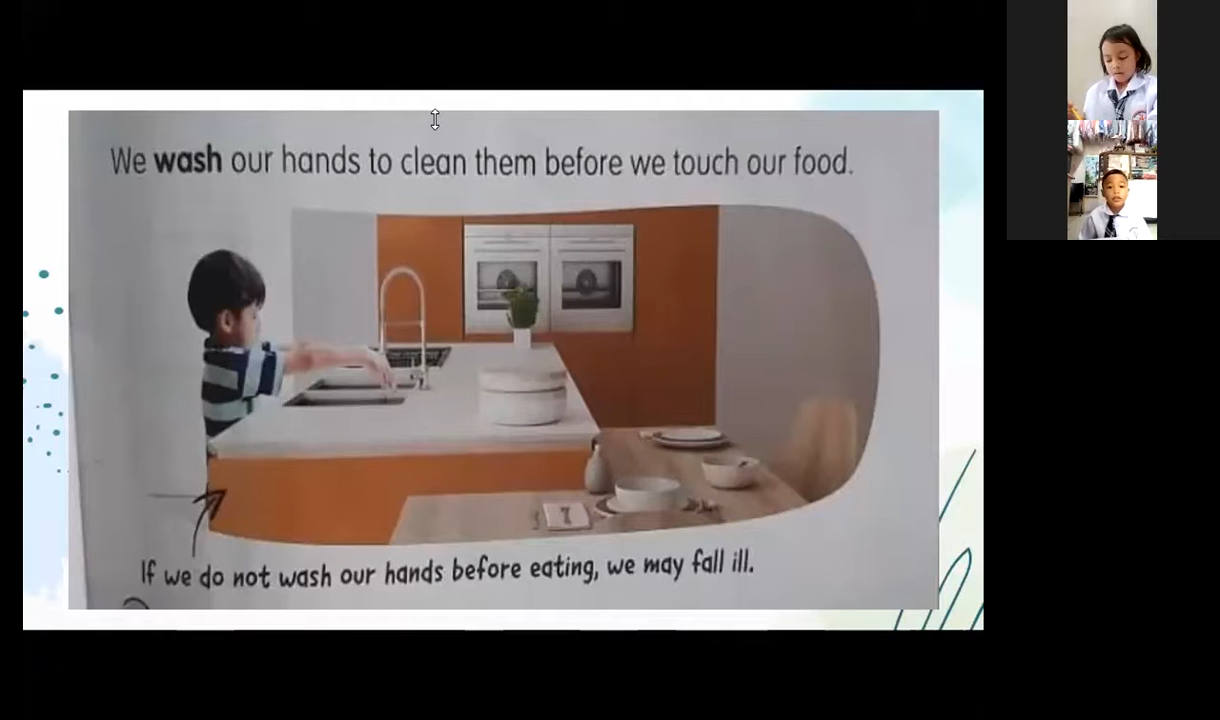 We wash our hands to clean them before we touch our food.
If we do not wash our hands before eating, we may fall ill.